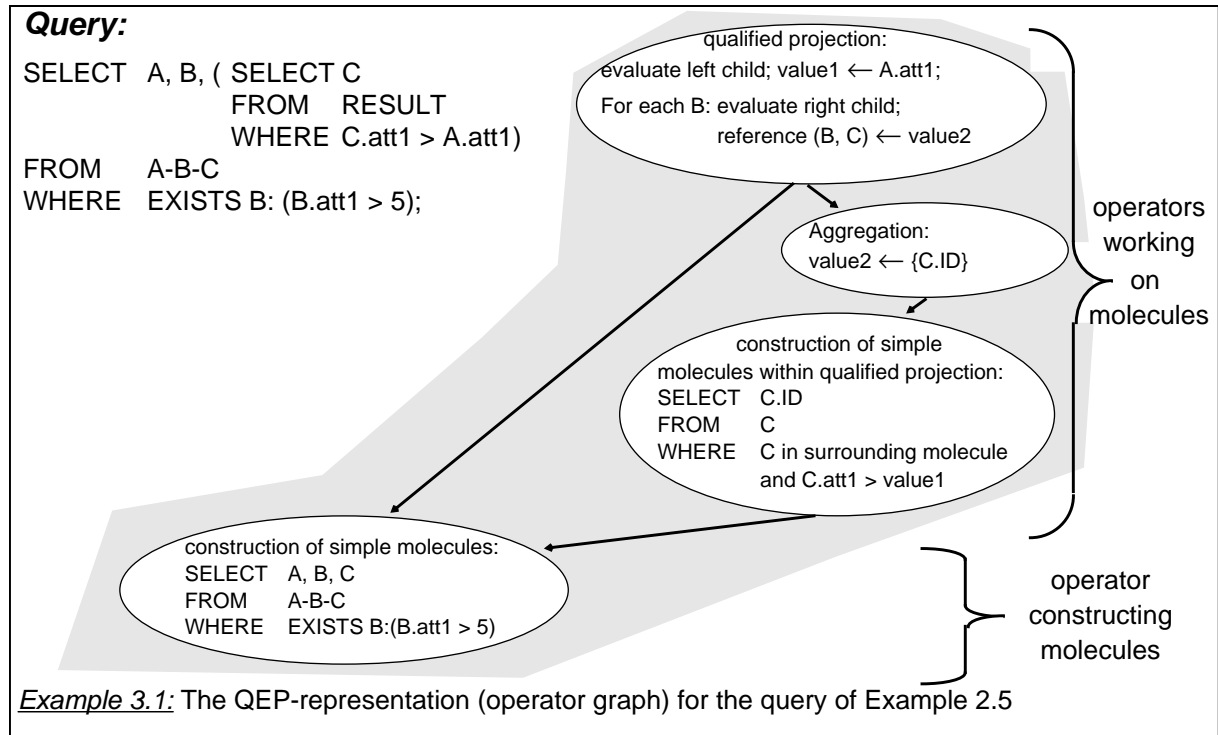 Query:
SELECT A, B, ( SELECT C
FROM RESULT
WHERE C.att1 > A.att1)
FROM A-B-C
WHERE EXISTS B: (B.att1 > 5);
qualified projection:
evaluate left child; value1 ← A.att1;
For each B: evaluate right child;
reference (B, C) ← value2
Aggregation:
value2 ← {C.ID}
construction of simple
molecules within qualified projection:
SELECT C.ID
FROM C
WHERE C in surrounding molecule
and C.att1 > value1
construction of simple molecules:
SELECT A, B, C
FROM A-B-C
WHERE EXISTS B:(B.att1 > 5)
operators
working
on
molecules
operator
constructing
molecules
Example 3.1: The QEP-representation (operator graph) for the query of Example 2.5